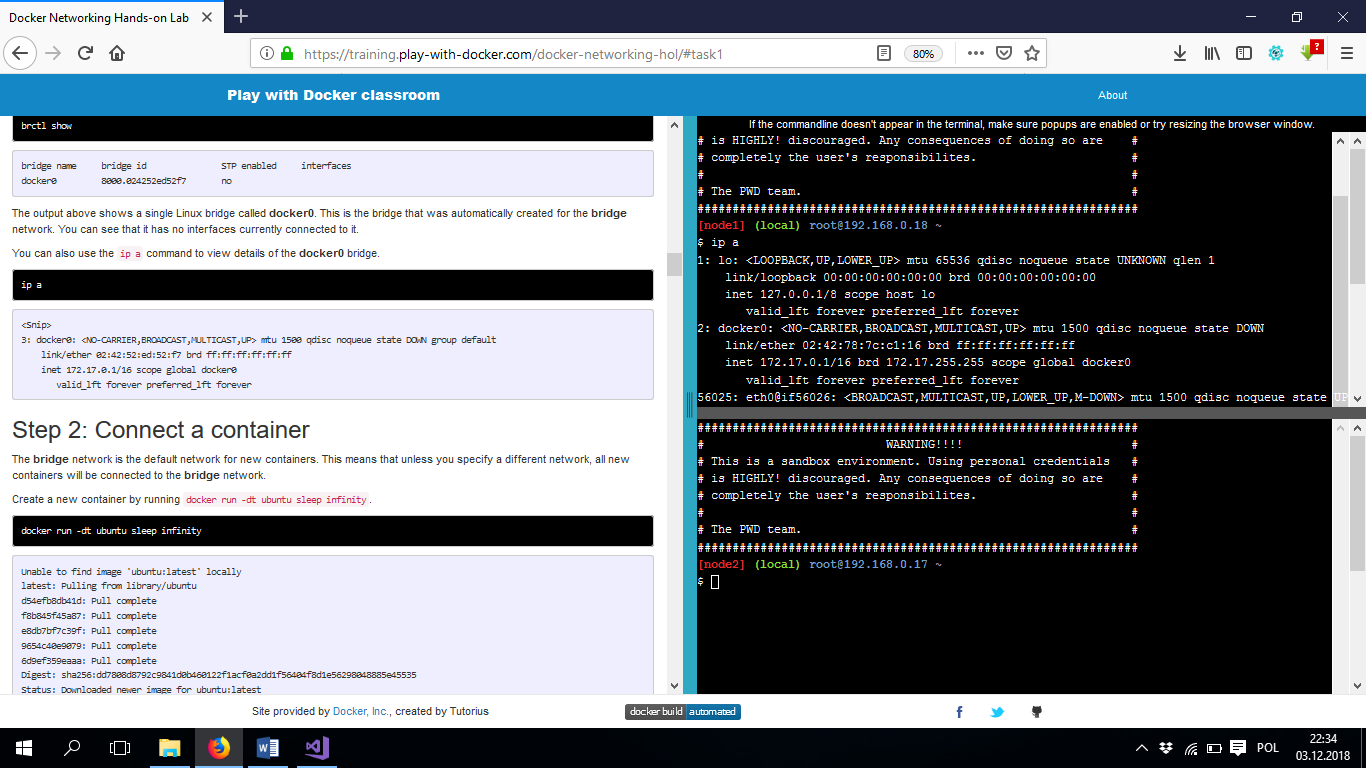 Docker Networking Hands-on Lab
https://training.play-with-docker.com/docker-networking-hol/#task1
80%
?
Play with Docker classroom
About
brctl show
bridge name bridge id STP enabled interfaces
docker0 8000.024252ed52f7 no
The output above shows a single Linux bridge called docker0. This is the bridge that was automatically created for the bridge
network. You can see that it has no interfaces currently connected to it.
You can also use the ip a command to view details of the docker0 bridge.
ip a
<Snip>
3: docker0: <NO-CARRIER,BROADCAST,MULTICAST,UP> mtu 1500 qdisc noqueue state DOWN group default
link/ether 02:42:52:ed:52:f7 brd ff:ff:ff:ff:ff:ff
inet 172.17.0.1/16 scope global docker0
valid_lft forever preferred_lft forever
Step 2: Connect a container
The bridge network is the default network for new containers. This means that unless you specify a different network, all new
containers will be connected to the bridge network.
Create a new container by running docker run -dt ubuntu sleep infinity.
docker run -dt ubuntu sleep infinity
Unable to find image 'ubuntu:latest' locally
latest: Pulling from library/ubuntu
d54efb8db41d: Pull complete
f8b845f45a87: Pull complete
e8db7bf7c39f: Pull complete
9654c40e9079: Pull complete
6d9ef359eaaa: Pull complete
Digest: sha256:dd7808d8792c9841d0b460122f1acf0a2dd1f56404f8d1e56298048885e45535
Status: Downloaded newer image for ubuntu:latest
If the commandline doesn't appear in the terminal, make sure popups are enabled or try resizing the browser window.
# is HIGHLY! discouraged. Any consequences of doing so are #
# completely the user's responsibilites. #
# #
# The PWD team. #
###############################################################
[node1] (local) root@192.168.0.18 ~
$ ip a
1: lo: <LOOPBACK,UP,LOWER_UP> mtu 65536 qdisc noqueue state UNKNOWN qlen 1
link/loopback 00:00:00:00:00:00 brd 00:00:00:00:00:00
inet 127.0.0.1/8 scope host lo
valid_lft forever preferred_lft forever
2: docker0: <NO-CARRIER,BROADCAST,MULTICAST,UP> mtu 1500 qdisc noqueue state DOWN
link/ether 02:42:78:7c:c1:16 brd ff:ff:ff:ff:ff:ff
inet 172.17.0.1/16 brd 172.17.255.255 scope global docker0
valid_lft forever preferred_lft forever
56025: eth0@if56026: <BROADCAST,MULTICAST,UP,LOWER_UP,M-DOWN> mtu 1500 qdisc noqueue state UP
###############################################################
# WARNING!!!! #
# This is a sandbox environment. Using personal credentials #
# is HIGHLY! discouraged. Any consequences of doing so are #
# completely the user's responsibilites. #
# #
# The PWD team. #
###############################################################
[node2] (local) root@192.168.0.17 ~
$
Site provided by Docker, Inc., created by Tutorius
docker build automated
POL
22:34
03.12.2018